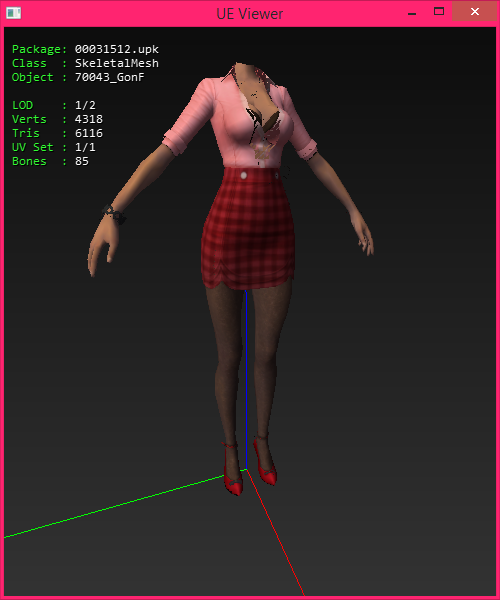 UE Viewer
Package: 00031512.upk
Class : SkeletalMesh
Object : 70043_GonF
LOD : 1/2
Verts : 4318
Tris : 6116
UV Set : 1/1
Bones : 85